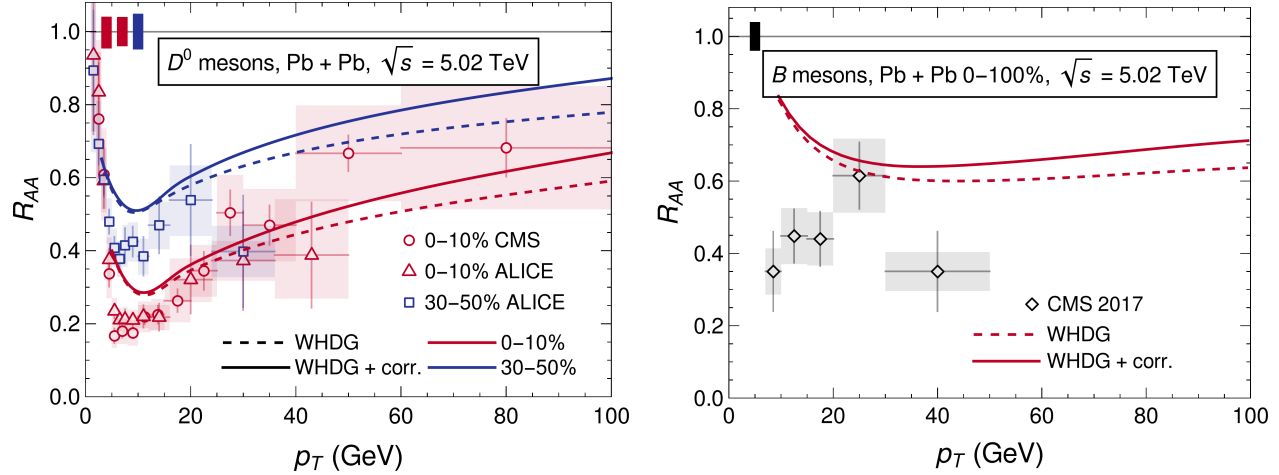 1.0
0.8
0.6
0.4
0.2
0.0
R_AA
D⁰ mesons, Pb + Pb, √s = 5.02 TeV
0–10% CMS
0–10% ALICE
30–50% ALICE
WHDG
0–10%
WHDG + corr.
30–50%
0 20 40 60 80 100
p_T (GeV)
1.0
0.8
0.6
0.4
0.2
0.0
R_AA
B mesons, Pb + Pb 0–100%, √s = 5.02 TeV
CMS 2017
WHDG
WHDG + corr.
0 20 40 60 80 100
p_T (GeV)